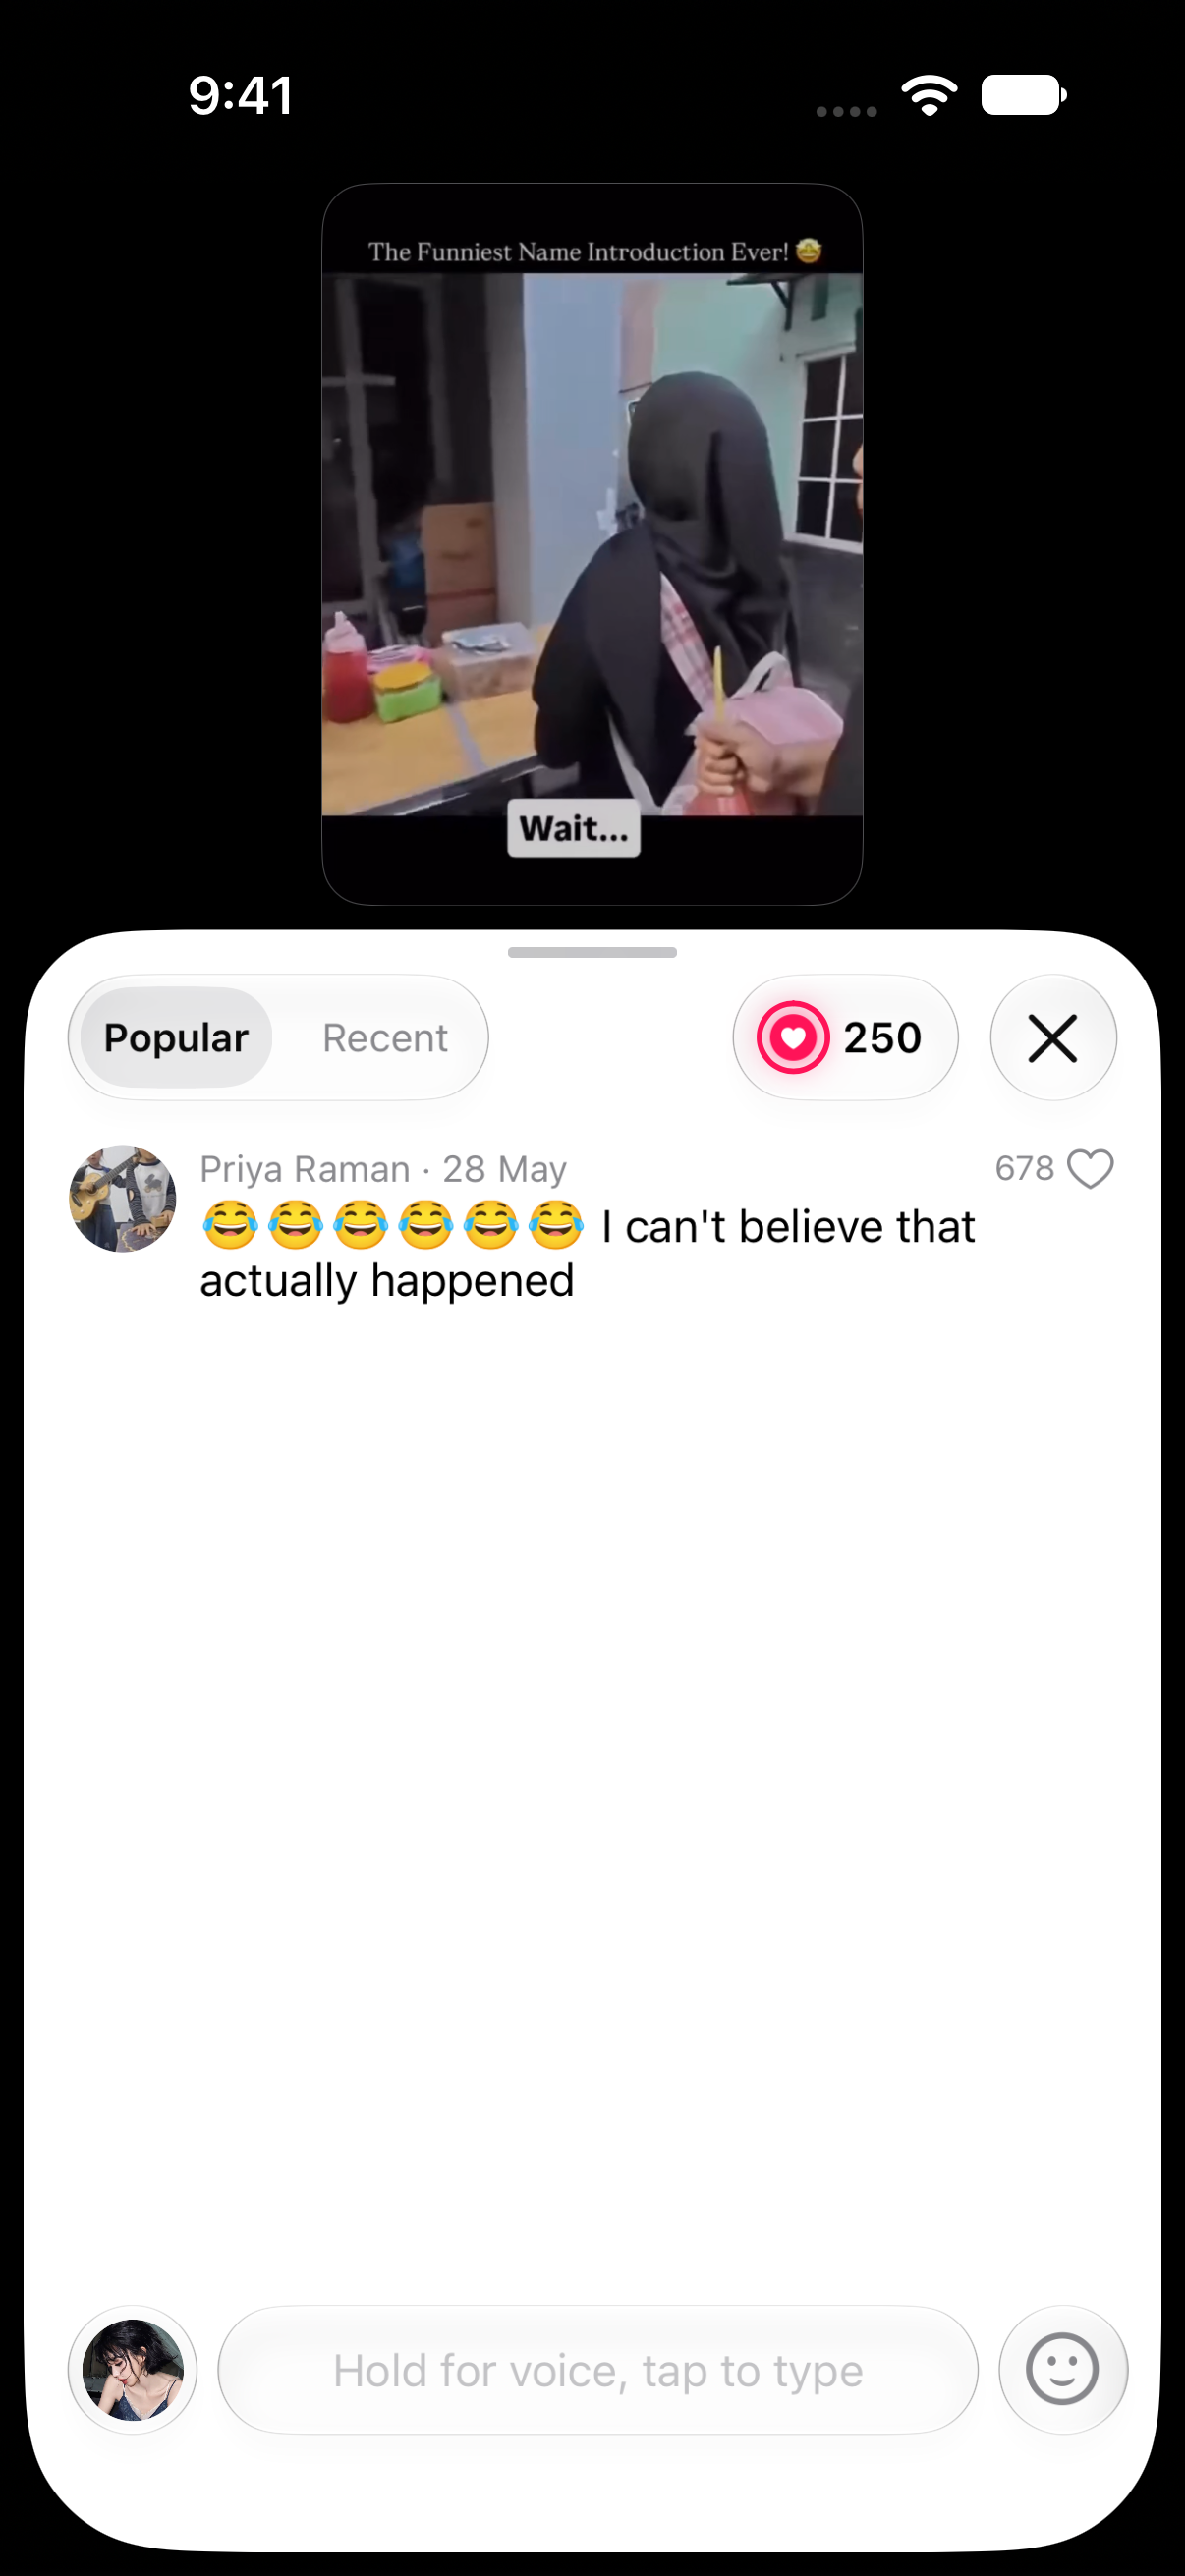 9:41
The Funniest Name Introduction Ever! 🤩
Wait...
Popular
Recent
250
Priya Raman · 28 May
678
😂😂😂😂😂😂 I can't believe that
actually happened
Hold for voice, tap to type